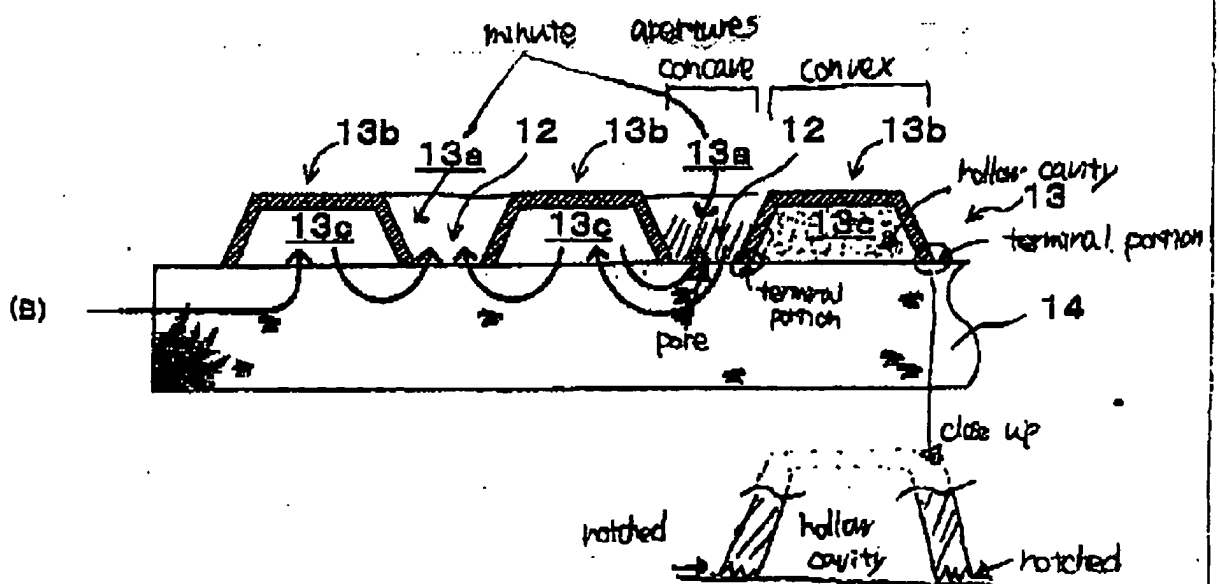 minute apertures
concave convex
13b 13a 12 13b 13a 12 13b
hollow cavity
13
13c 13c 13c
terminal portion
terminal portion
(B)
14
pore
close up
notched hollow cavity notched